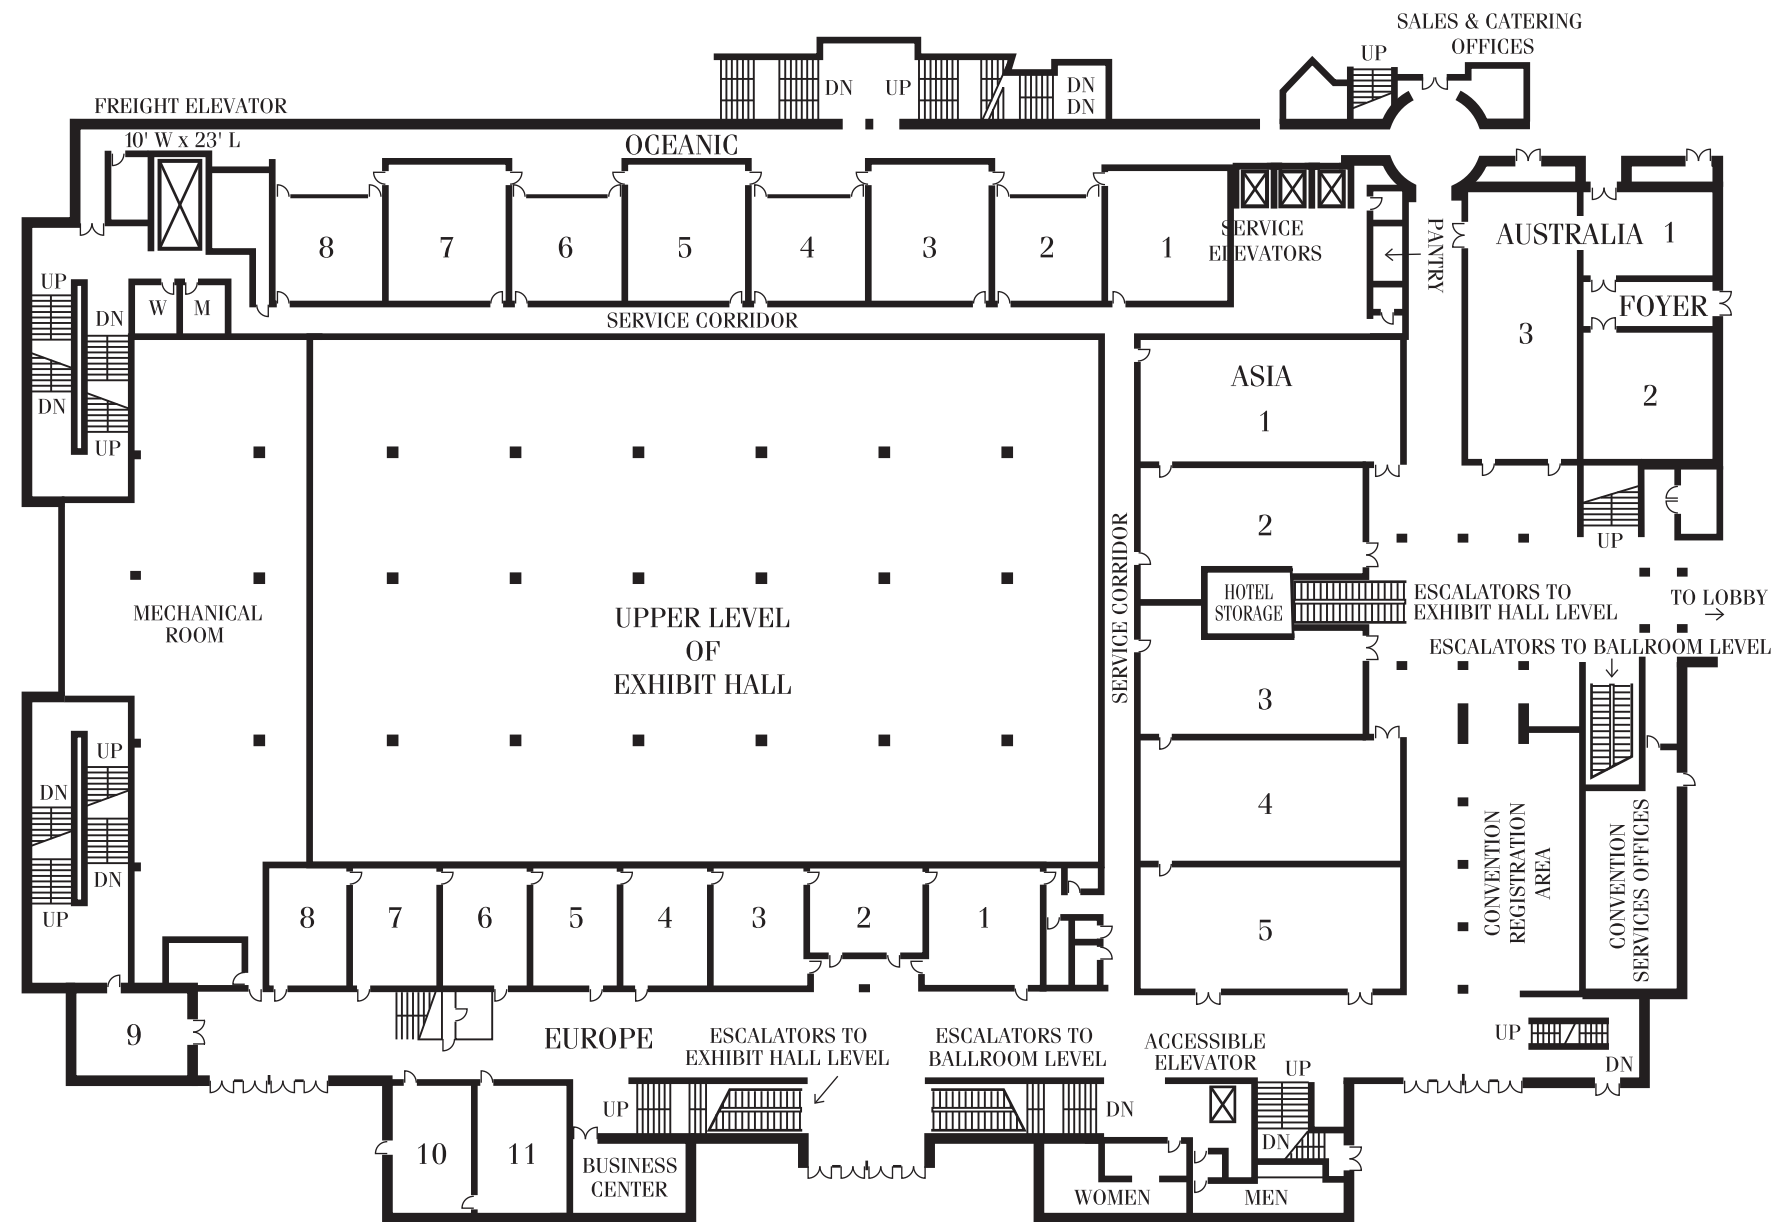 SALES & CATERING
OFFICES
UP
DN
UP
DN
DN
FREIGHT ELEVATOR
10' W x 23' L
OCEANIC
8
7
6
5
4
3
2
1
SERVICE
ELEVATORS
PANTRY
AUSTRALIA
1
FOYER
3
2
UP
DN
W
M
DN
UP
SERVICE CORRIDOR
ASIA
1
2
SERVICE CORRIDOR
HOTEL
STORAGE
ESCALATORS TO
EXHIBIT HALL LEVEL
UP
TO LOBBY
ESCALATORS TO BALLROOM LEVEL
MECHANICAL
ROOM
UPPER LEVEL
OF
EXHIBIT HALL
3
4
5
UP
DN
DN
UP
CONVENTION
REGISTRATION
AREA
CONVENTION
SERVICES OFFICES
8
7
6
5
4
3
2
1
9
EUROPE
ESCALATORS TO
EXHIBIT HALL LEVEL
ESCALATORS TO
BALLROOM LEVEL
ACCESSIBLE
ELEVATOR
UP
UP
DN
UP
DN
DN
10
11
BUSINESS
CENTER
WOMEN
MEN